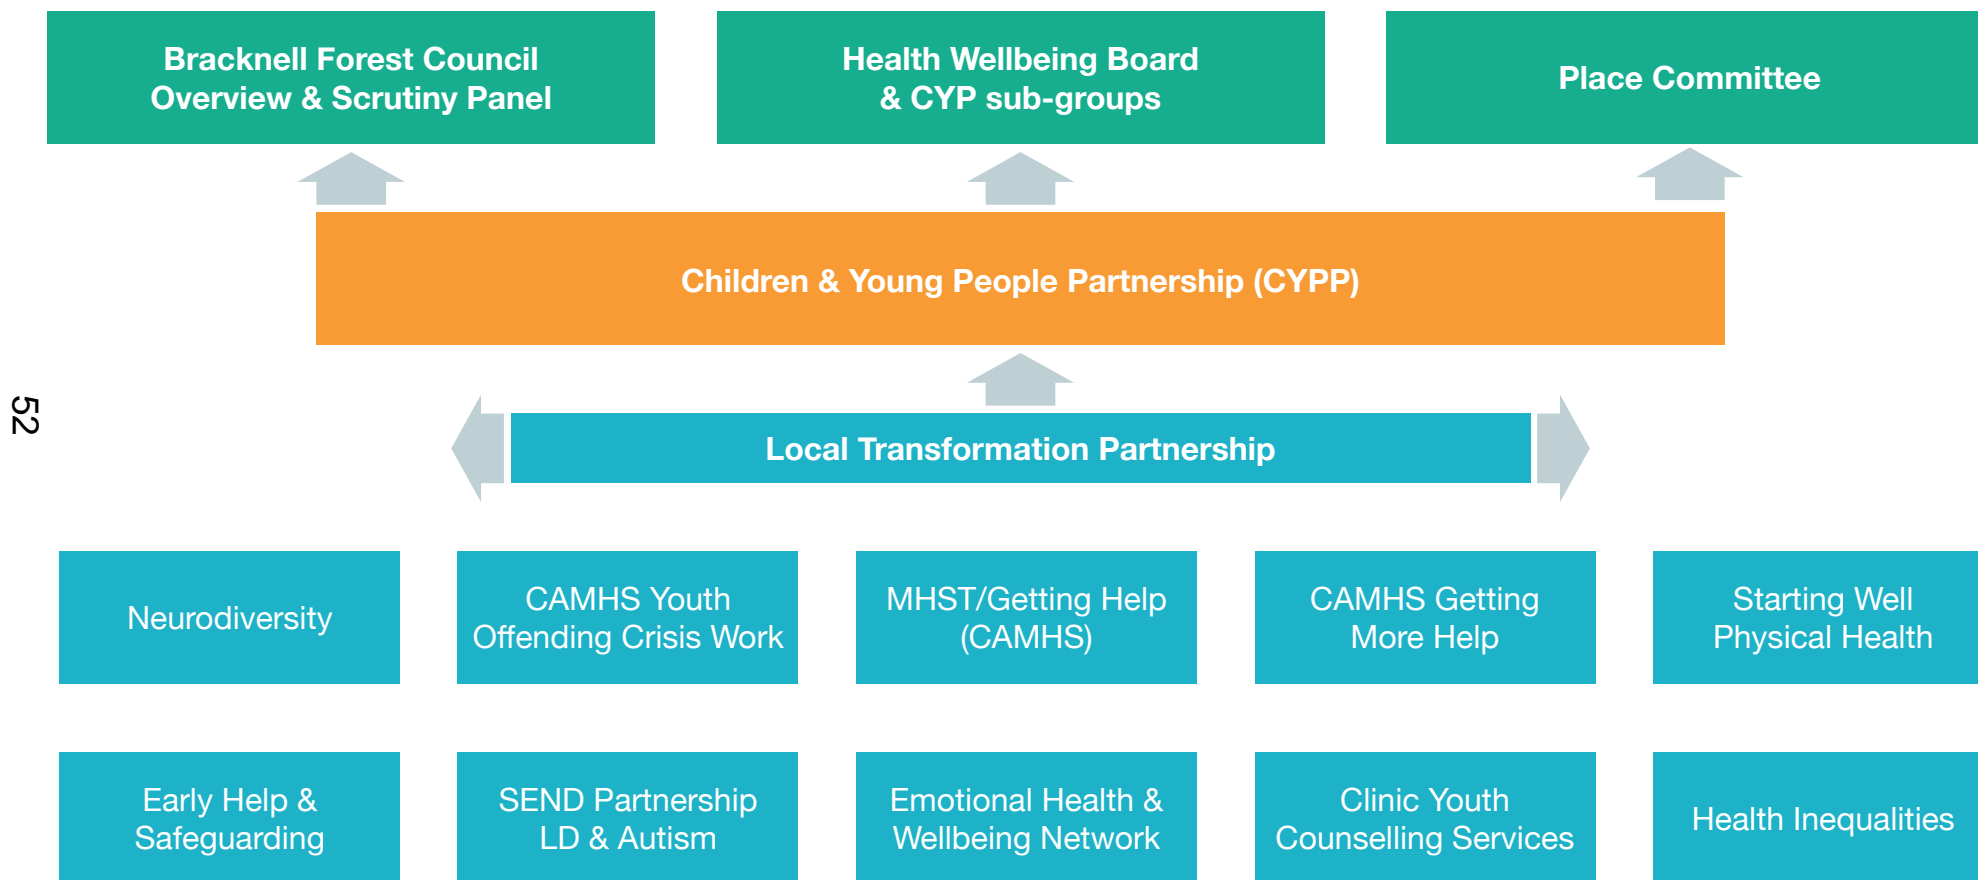 Bracknell Forest Council
Overview & Scrutiny Panel
Health Wellbeing Board
& CYP sub-groups
Place Committee
Children & Young People Partnership (CYPP)
52
Local Transformation Partnership
Neurodiversity
CAMHS Youth
Offending Crisis Work
MHST/Getting Help
(CAMHS)
CAMHS Getting
More Help
Starting Well
Physical Health
Early Help &
Safeguarding
SEND Partnership
LD & Autism
Emotional Health &
Wellbeing Network
Clinic Youth
Counselling Services
Health Inequalities